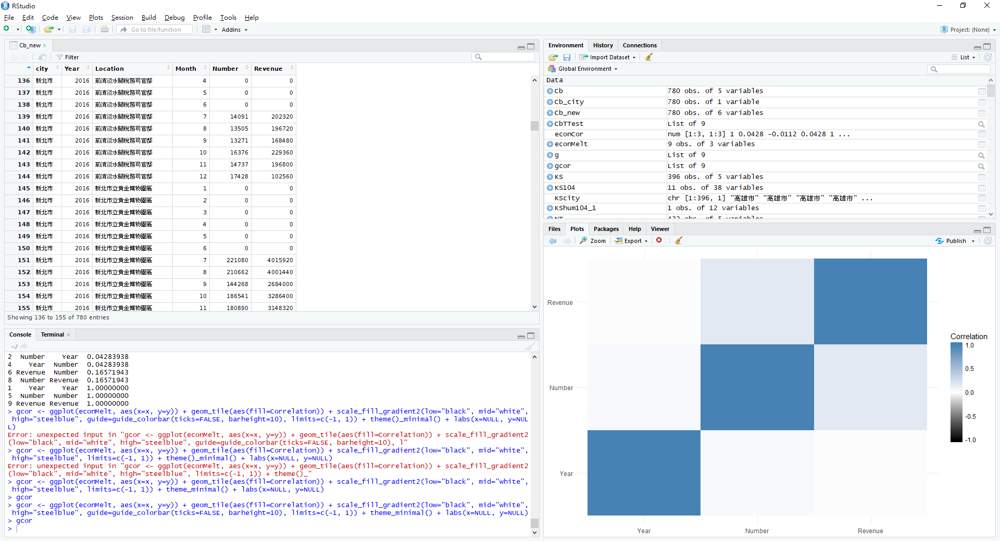 RStudio
File Edit Code View Plots Session Build Debug Profile Tools Help
Go to file/function Addins Project: (None)
Cb_new
Filter
city Year Location Month Number Revenue
136 新北市 2016 前清淡水關稅務司官邸 4 0 0
137 新北市 2016 前清淡水關稅務司官邸 5 0 0
138 新北市 2016 前清淡水關稅務司官邸 6 0 0
139 新北市 2016 前清淡水關稅務司官邸 7 14091 202320
140 新北市 2016 前清淡水關稅務司官邸 8 13505 196720
141 新北市 2016 前清淡水關稅務司官邸 9 13271 168480
142 新北市 2016 前清淡水關稅務司官邸 10 16376 229360
143 新北市 2016 前清淡水關稅務司官邸 11 14737 196800
144 新北市 2016 前清淡水關稅務司官邸 12 17428 102560
145 新北市 2016 新北市立黃金博物園區 1 0 0
146 新北市 2016 新北市立黃金博物園區 2 0 0
147 新北市 2016 新北市立黃金博物園區 3 0 0
148 新北市 2016 新北市立黃金博物園區 4 0 0
149 新北市 2016 新北市立黃金博物園區 5 0 0
150 新北市 2016 新北市立黃金博物園區 6 0 0
151 新北市 2016 新北市立黃金博物園區 7 221080 4015920
152 新北市 2016 新北市立黃金博物園區 8 210662 4001440
153 新北市 2016 新北市立黃金博物園區 9 144268 2684000
154 新北市 2016 新北市立黃金博物園區 10 186541 3286400
155 新北市 2016 新北市立黃金博物園區 11 180890 3148320
Showing 136 to 155 of 780 entries
Console Terminal
~/
2 Number Year 0.04283938
4 Year Number 0.04283938
6 Revenue Number 0.16571943
8 Number Revenue 0.16571943
1 Year Year 1.00000000
5 Number Number 1.00000000
9 Revenue Revenue 1.00000000
> gcor <- ggplot(econMelt, aes(x=x, y=y)) + geom_tile(aes(fill=Correlation)) + scale_fill_gradient2(low="black", mid="white",
high="steelblue", guide=guide_colorbar(ticks=FALSE, barheight=10), limits=c(-1, 1)) + theme()_minimal() + labs(x=NULL, y=NUL
L)
Error: unexpected input in "gcor <- ggplot(econMelt, aes(x=x, y=y)) + geom_tile(aes(fill=Correlation)) + scale_fill_gradient2
(low="black", mid="white", high="steelblue", guide=guide_colorbar(ticks=FALSE, barheight=10), l"
> gcor <- ggplot(econMelt, aes(x=x, y=y)) + geom_tile(aes(fill=Correlation)) + scale_fill_gradient2(low="black", mid="white",
high="steelblue", limits=c(-1, 1)) + theme()_minimal() + labs(x=NULL, y=NULL)
Error: unexpected input in "gcor <- ggplot(econMelt, aes(x=x, y=y)) + geom_tile(aes(fill=Correlation)) + scale_fill_gradient2
(low="black", mid="white", high="steelblue", limits=c(-1, 1)) + theme()_"
> gcor <- ggplot(econMelt, aes(x=x, y=y)) + geom_tile(aes(fill=Correlation)) + scale_fill_gradient2(low="black", mid="white",
high="steelblue", limits=c(-1, 1)) + theme_minimal() + labs(x=NULL, y=NULL)
> gcor
> gcor <- ggplot(econMelt, aes(x=x, y=y)) + geom_tile(aes(fill=Correlation)) + scale_fill_gradient2(low="black", mid="white",
high="steelblue", guide=guide_colorbar(ticks=FALSE, barheight=10), limits=c(-1, 1)) + theme_minimal() + labs(x=NULL, y=NULL)
> gcor
>
Environment History Connections
Import Dataset List
Global Environment
Data
Cb 780 obs. of 5 variables
Cb_city 780 obs. of 1 variable
Cb_new 780 obs. of 6 variables
CbTTest List of 9
econCor num [1:3, 1:3] 1 0.0428 -0.0112 0.0428 1 ...
econMelt 9 obs. of 3 variables
g List of 9
gcor List of 9
KS 396 obs. of 5 variables
KS104 11 obs. of 38 variables
KScity chr [1:396, 1] "高雄市" "高雄市" "高雄市" "高雄市" ...
KShum104_1 1 obs. of 12 variables
NT 432 obs. of 5 variables
Files Plots Packages Help Viewer
Zoom Export Publish
Revenue
Number
Year
Year Number Revenue
Correlation
1.0
0.5
0.0
-0.5
-1.0